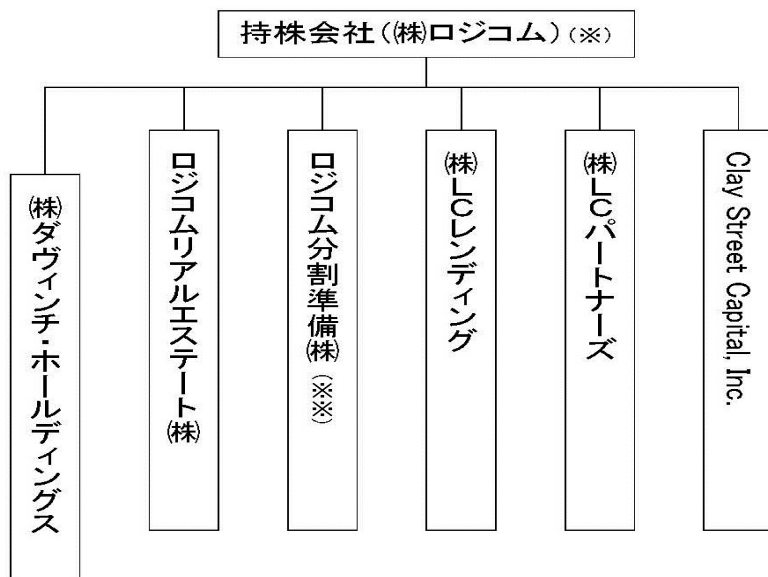 持株会社(㈱ロジコム)(※)
㈱ダヴィンチ・ホールディングス
ロジコムリアルエステート㈱
ロジコム分割準備㈱(※※)
㈱LCレンディング
㈱LCパートナーズ
Clay Street Capital, Inc.